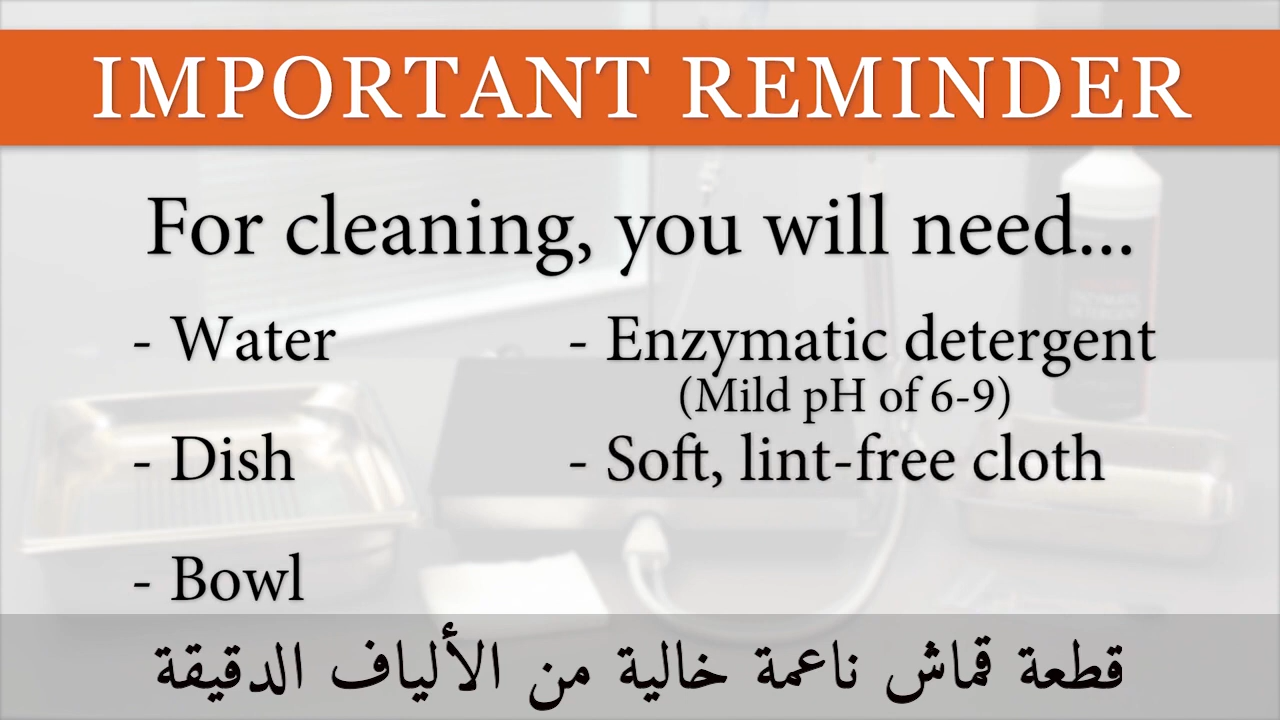 IMPORTANT REMINDER
For cleaning, you will need...
- Water
- Dish
- Bowl
- Enzymatic detergent
(Mild pH of 6-9)
- Soft, lint-free cloth
قطعة قماش ناعمة خالية من الألياف الدقيقة